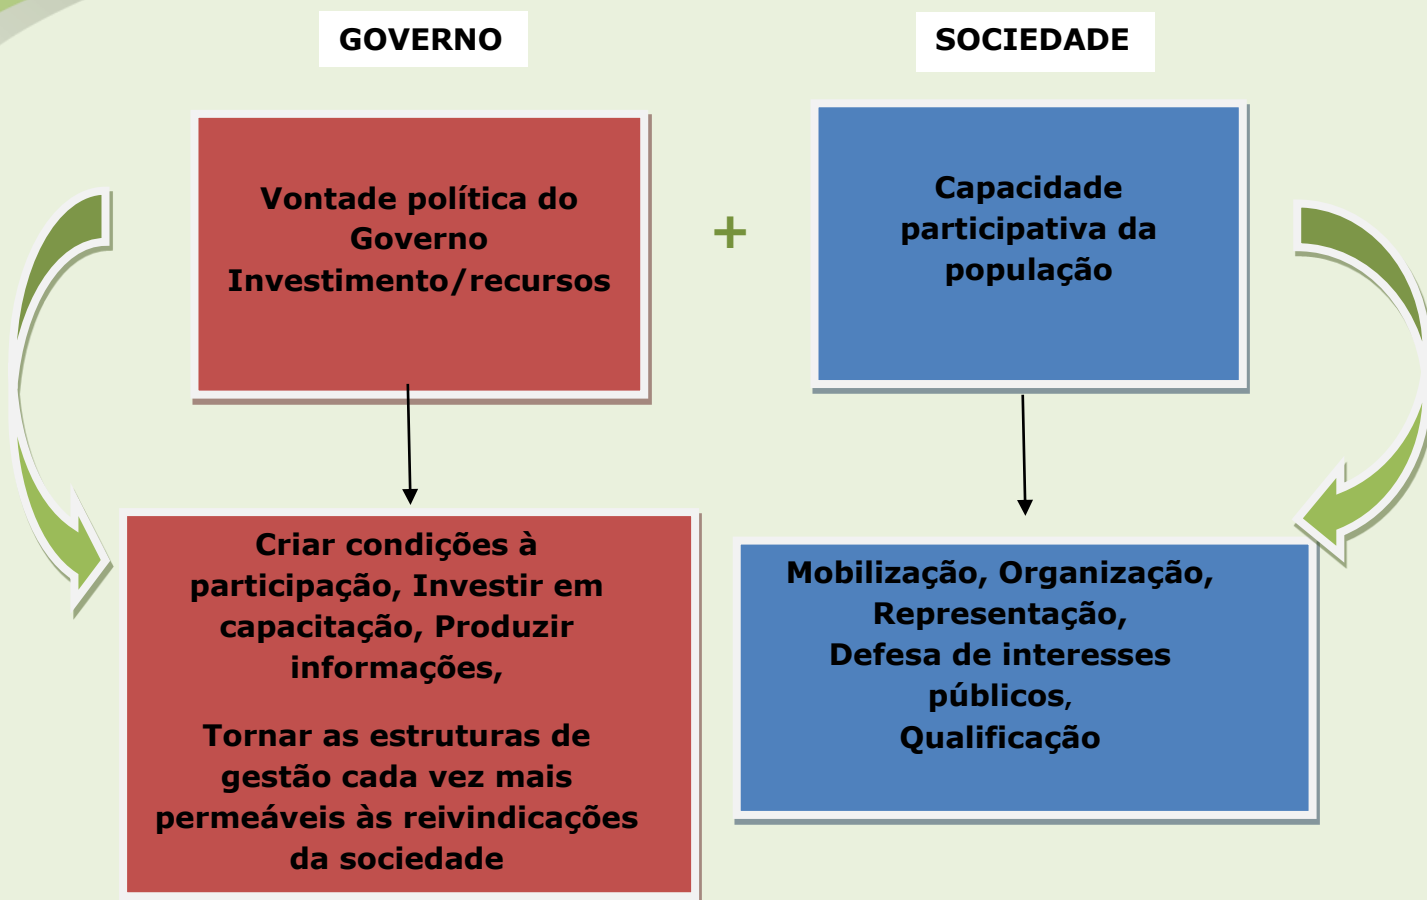 GOVERNO
SOCIEDADE
Vontade política do
Governo
Investimento/recursos
+
Capacidade
participativa da
população
Criar condições à
participação, Investir em
capacitação, Produzir
informações,
Tornar as estruturas de
gestão cada vez mais
permeáveis às reivindicações
da sociedade
Mobilização, Organização,
Representação,
Defesa de interesses
públicos,
Qualificação